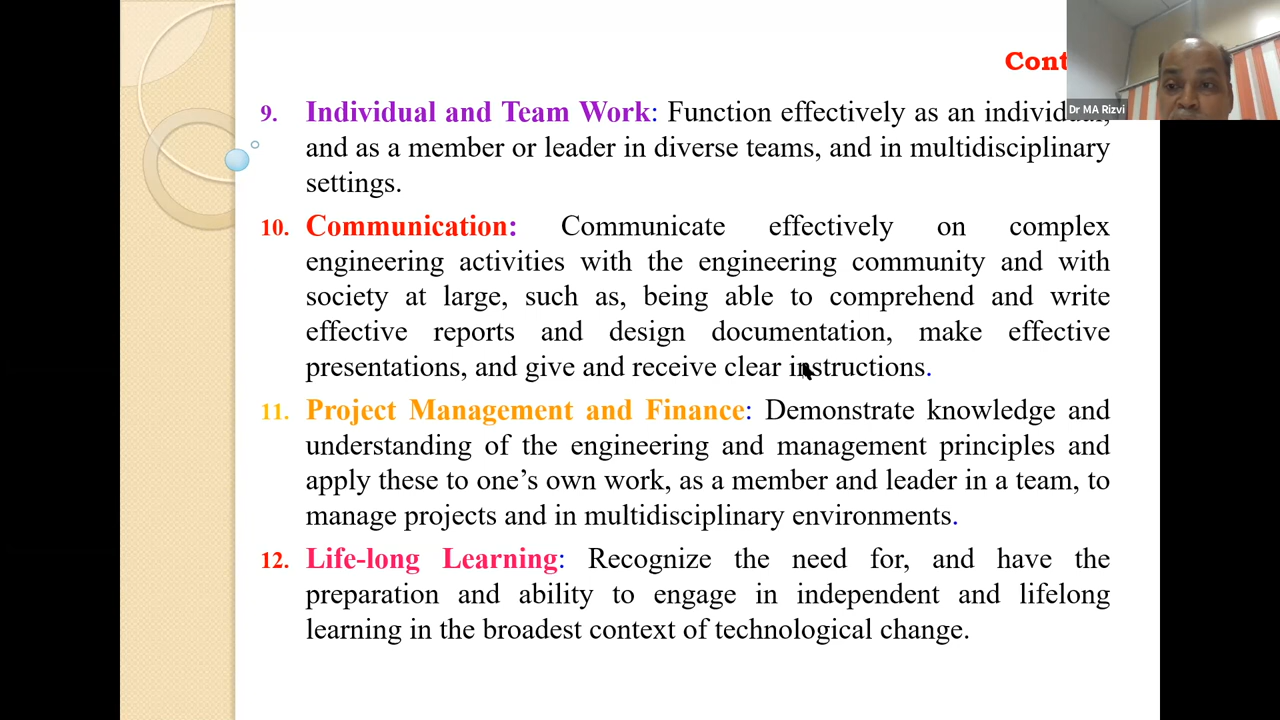 Cont
Dr MA Rizvi
9. Individual and Team Work: Function effectively as an individual,
and as a member or leader in diverse teams, and in multidisciplinary
settings.
10. Communication: Communicate effectively on complex
engineering activities with the engineering community and with
society at large, such as, being able to comprehend and write
effective reports and design documentation, make effective
presentations, and give and receive clear instructions.
11. Project Management and Finance: Demonstrate knowledge and
understanding of the engineering and management principles and
apply these to one’s own work, as a member and leader in a team, to
manage projects and in multidisciplinary environments.
12. Life-long Learning: Recognize the need for, and have the
preparation and ability to engage in independent and lifelong
learning in the broadest context of technological change.